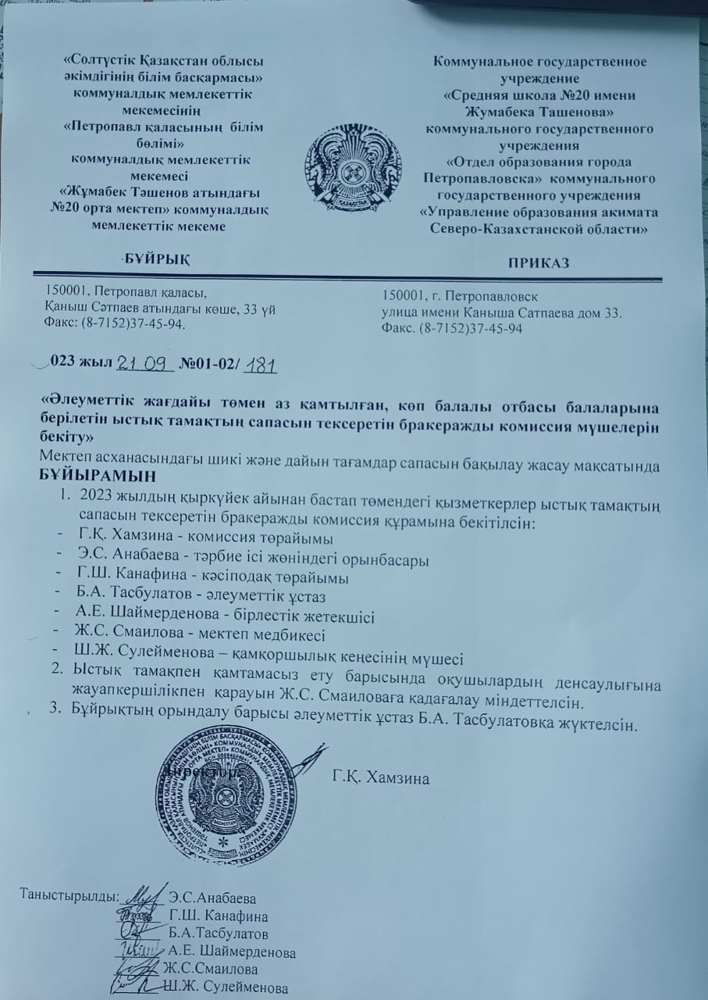 «Солтүстік Қазақстан облысы
әкімдігінің білім басқармасы»
коммуналдық мемлекеттік
мекемесінің
«Петропавл қаласының білім
бөлімі»
коммуналдық мемлекеттік
мекемесі
«Жұмабек Тәшенов атындағы
№20 орта мектеп» коммуналдық
мемлекеттік мекеме
БҰЙРЫҚ
Коммунальное государственное
учреждение
«Средняя школа №20 имени
Жумабека Ташенова»
коммунального государственного
учреждения
«Отдел образования города
Петропавловска» коммунального
государственного учреждения
«Управление образования акимата
Северо-Казахстанской области»
ПРИКАЗ
ҚАЗАҚСТАН
150001, Петропавл қаласы,
Қаныш Сәтпаев атындағы көше, 33 үй
Факс: (8-7152)37-45-94.
150001, г. Петропавловск
улица имени Каныша Сатпаева дом 33.
Факс. (8-7152)37-45-94
023 жыл 21 09 №01-02/ 181
«Әлеуметтік жағдайы төмен аз қамтылған, көп балалы отбасы балаларына
берілетін ыстық тамақтың сапасын тексеретін бракеражды комиссия мүшелерін
бекіту»
Мектеп асханасындағы шикі және дайын тағамдар сапасын бақылау жасау мақсатында
БҰЙЫРАМЫН
1. 2023 жылдың қыркүйек айынан бастап төмендегі қызметкерлер ыстық тамақтың
сапасын тексеретін бракеражды комиссия құрамына бекітілсін:
- Г.Қ. Хамзина - комиссия төрайымы
- Э.С. Анабаева - тәрбие ісі жөніндегі орынбасары
- Г.Ш. Канафина - кәсіподақ төрайымы
- Б.А. Тасбулатов - әлеуметтік ұстаз
- А.Е. Шаймерденова - бірлестік жетекшісі
- Ж.С. Смаилова - мектеп медбикесі
- Ш.Ж. Сулейменова – қамқоршылық кеңесінің мүшесі
2. Ыстық тамақпен қамтамасыз ету барысында оқушылардың денсаулығына
жауапкершілікпен қарауын Ж.С. Смаиловаға қадағалау міндеттелсін.
3. Бұйрықтың орындалу барысы әлеуметтік ұстаз Б.А. Тасбулатовқа жүктелсін.
Директор: Г.Қ. Хамзина
Таныстырылды: Э.С.Анабаева
Г.Ш. Канафина
Б.А.Тасбулатов
А.Е. Шаймерденова
Ж.С.Смаилова
Ш.Ж. Сулейменова